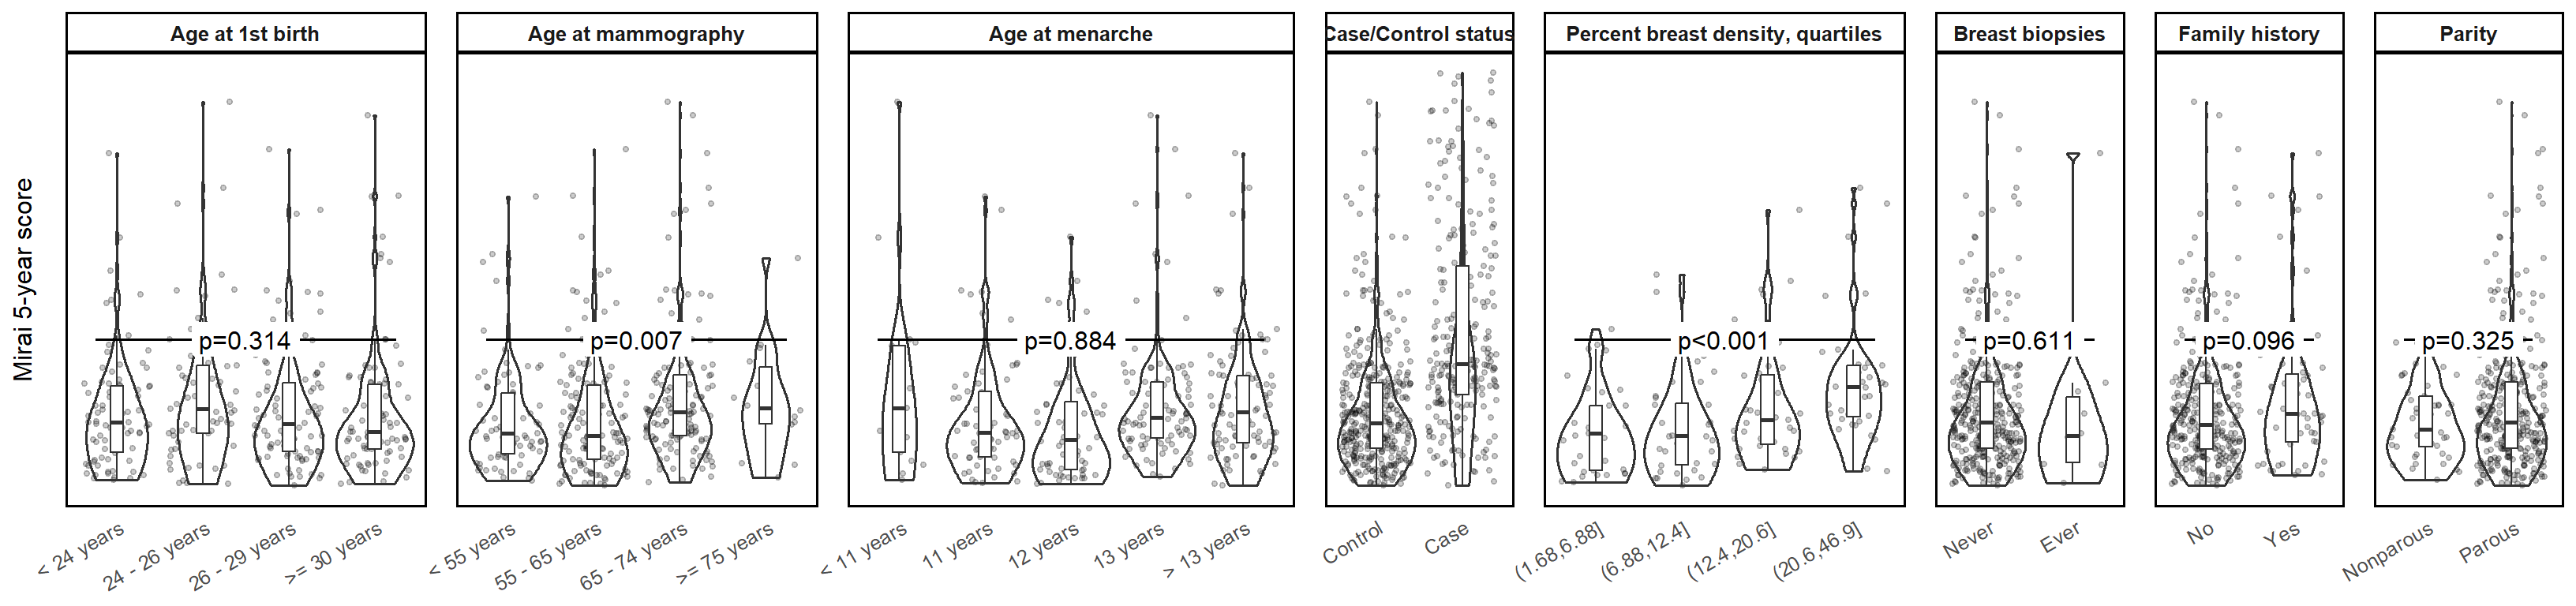 Age at 1st birth
Age at mammography
Age at menarche
Case/Control status
Percent breast density, quartiles
Breast biopsies
Family history
Parity
Mirai 5-year score
p=0.314
p=0.007
p=0.884
p<0.001
p=0.611
p=0.096
p=0.325
< 24 years
24 - 26 years
26 - 29 years
>= 30 years
< 55 years
55 - 65 years
65 - 74 years
>= 75 years
< 11 years
11 years
12 years
13 years
> 13 years
Control
Case
(1.68,6.88]
(6.88,12.4]
(12.4,20.6]
(20.6,46.9]
Never
Ever
No
Yes
Nonparous
Parous